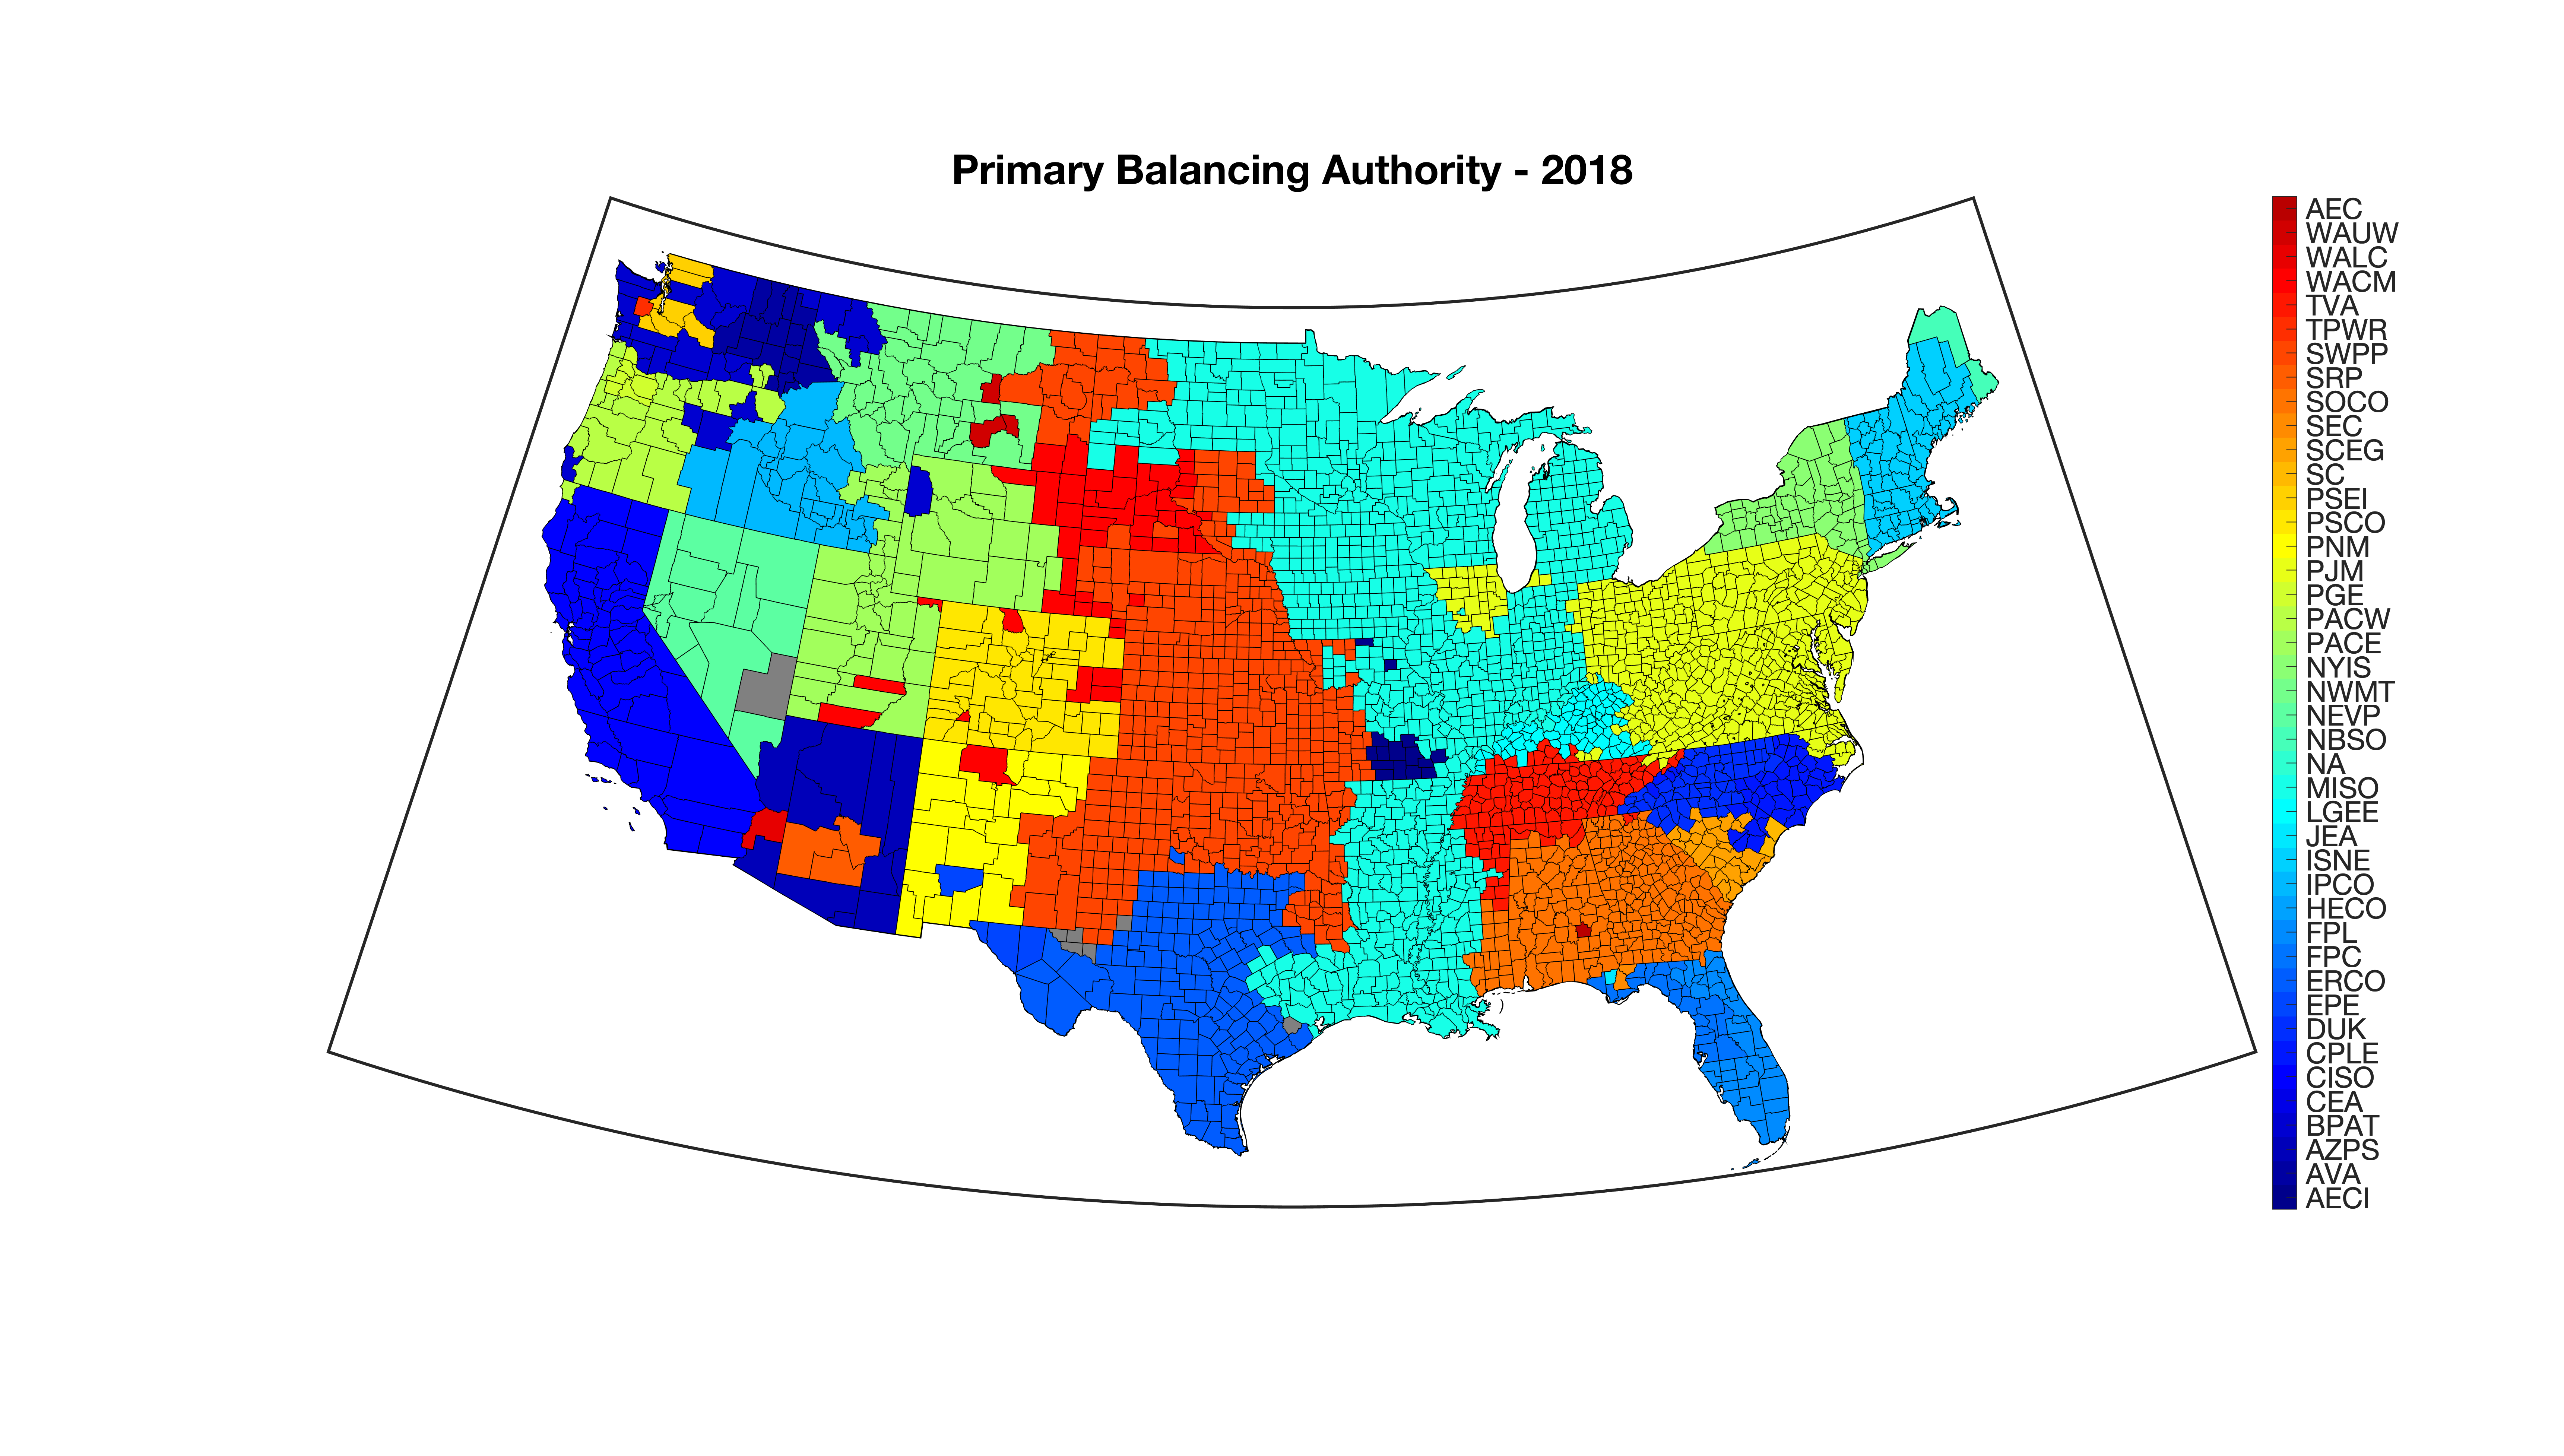 Primary Balancing Authority - 2018
AEC
WAUW
WALC
WACM
TVA
TPWR
SWPP
SRP
SOCO
SEC
SCEG
SC
PSEI
PSCO
PNM
PJM
PGE
PACW
PACE
NYIS
NWMT
NEVP
NBSO
NA
MISO
LGEE
JEA
ISNE
IPCO
HECO
FPL
FPC
ERCO
EPE
DUK
CPLE
CISO
CEA
BPAT
AZPS
AVA
AECI